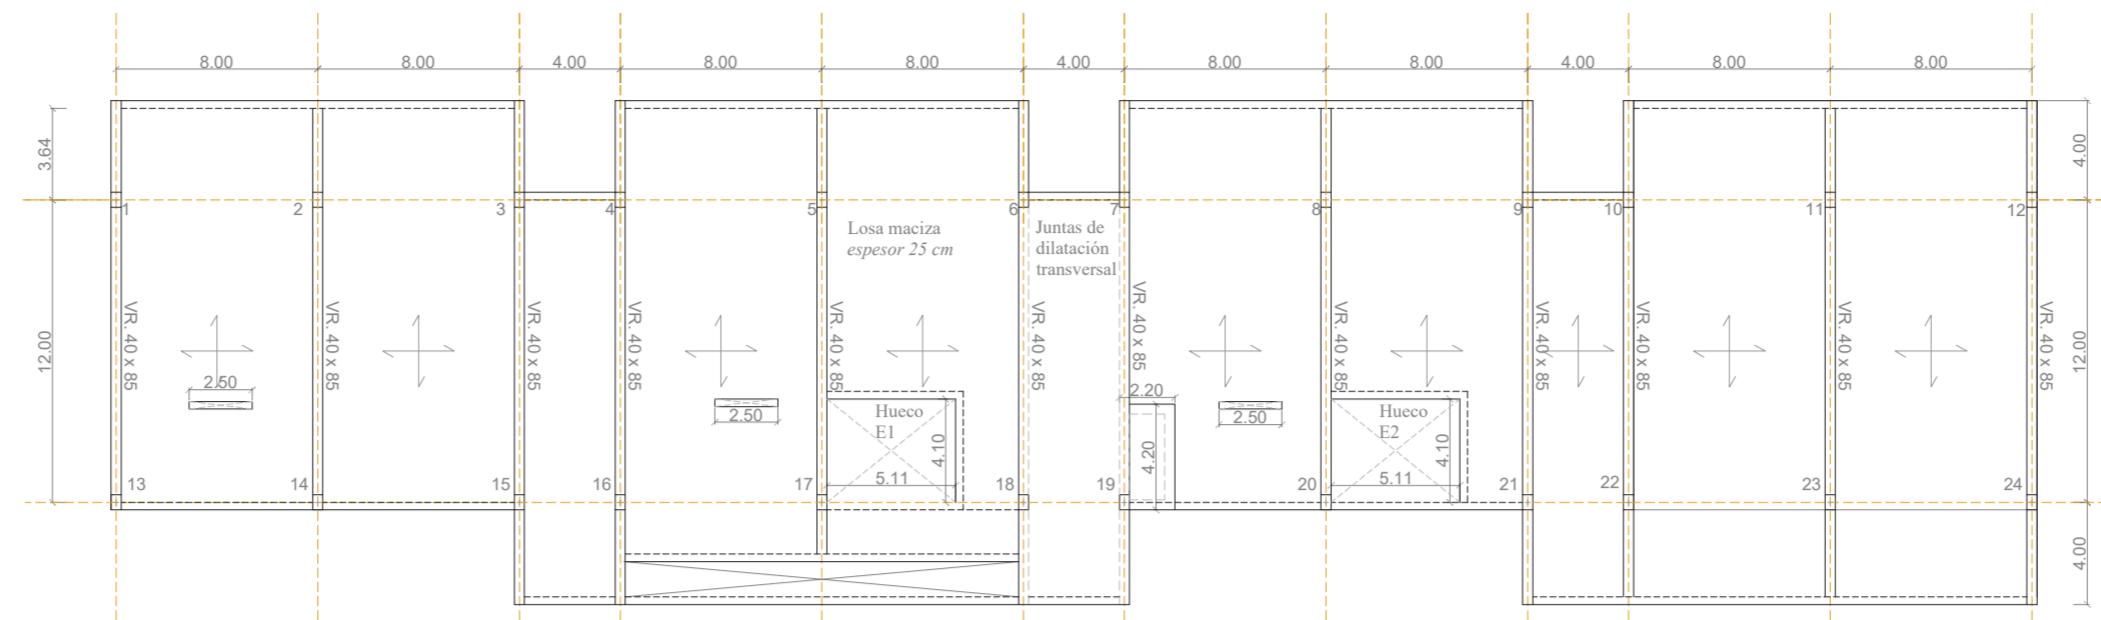 8.00
8.00
4.00
8.00
8.00
4.00
8.00
8.00
4.00
8.00
8.00
3.64
4.00
1
2
3
4
5
6
7
8
9
10
11
12
Losa maciza
espesor 25 cm
Juntas de
dilatación
transversal
12.00
12.00
VR. 40 x 85
VR. 40 x 85
VR. 40 x 85
VR. 40 x 85
VR. 40 x 85
VR. 40 x 85
VR. 40 x 85
VR. 40 x 85
VR. 40 x 85
VR. 40 x 85
VR. 40 x 85
VR. 40 x 85
2.50
2.50
Hueco
E1
4.10
5.11
2.20
4.20
2.50
Hueco
E2
4.10
5.11
13
14
15
16
17
18
19
20
21
22
23
24
4.00